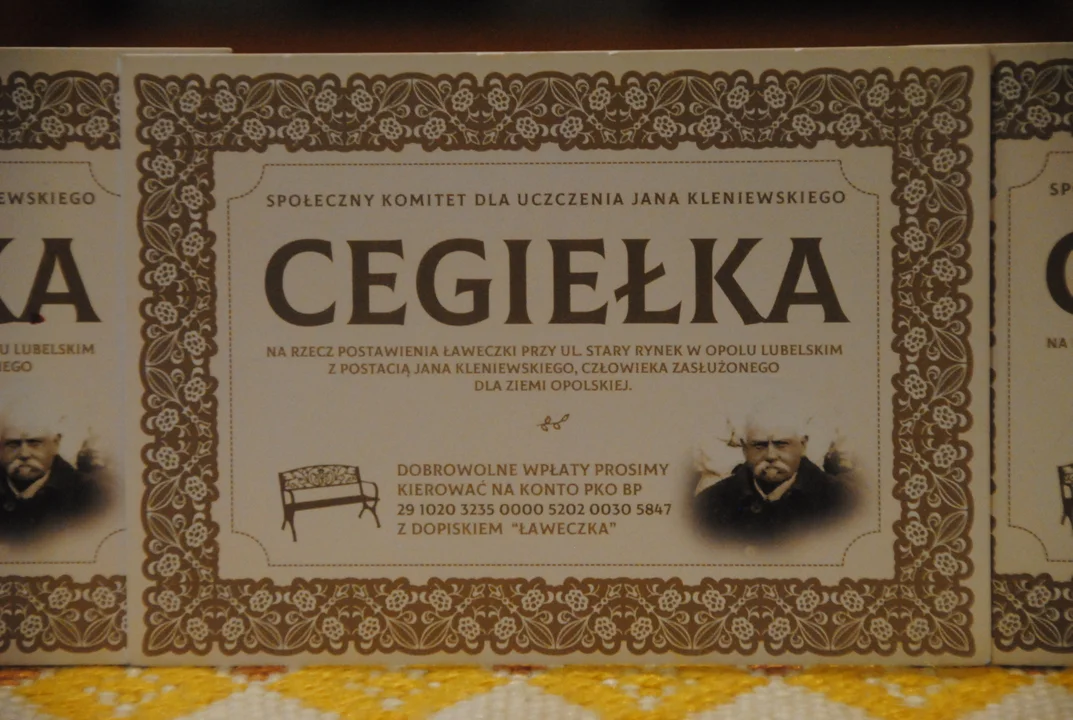 SPOŁECZNY KOMITET DLA UCZCZENIA JANA KLENIEWSKIEGO
CEGIEŁKA
NA RZECZ POSTAWIENIA ŁAWECZKI PRZY UL. STARY RYNEK W OPOLU LUBELSKIM
Z POSTACIĄ JANA KLENIEWSKIEGO, CZŁOWIEKA ZASŁUŻONEGO
DLA ZIEMI OPOLSKIEJ.
DOBROWOLNE WPŁATY PROSIMY
KIEROWAĆ NA KONTO PKO BP
29 1020 3235 0000 5202 0030 5847
Z DOPISKIEM "ŁAWECZKA"